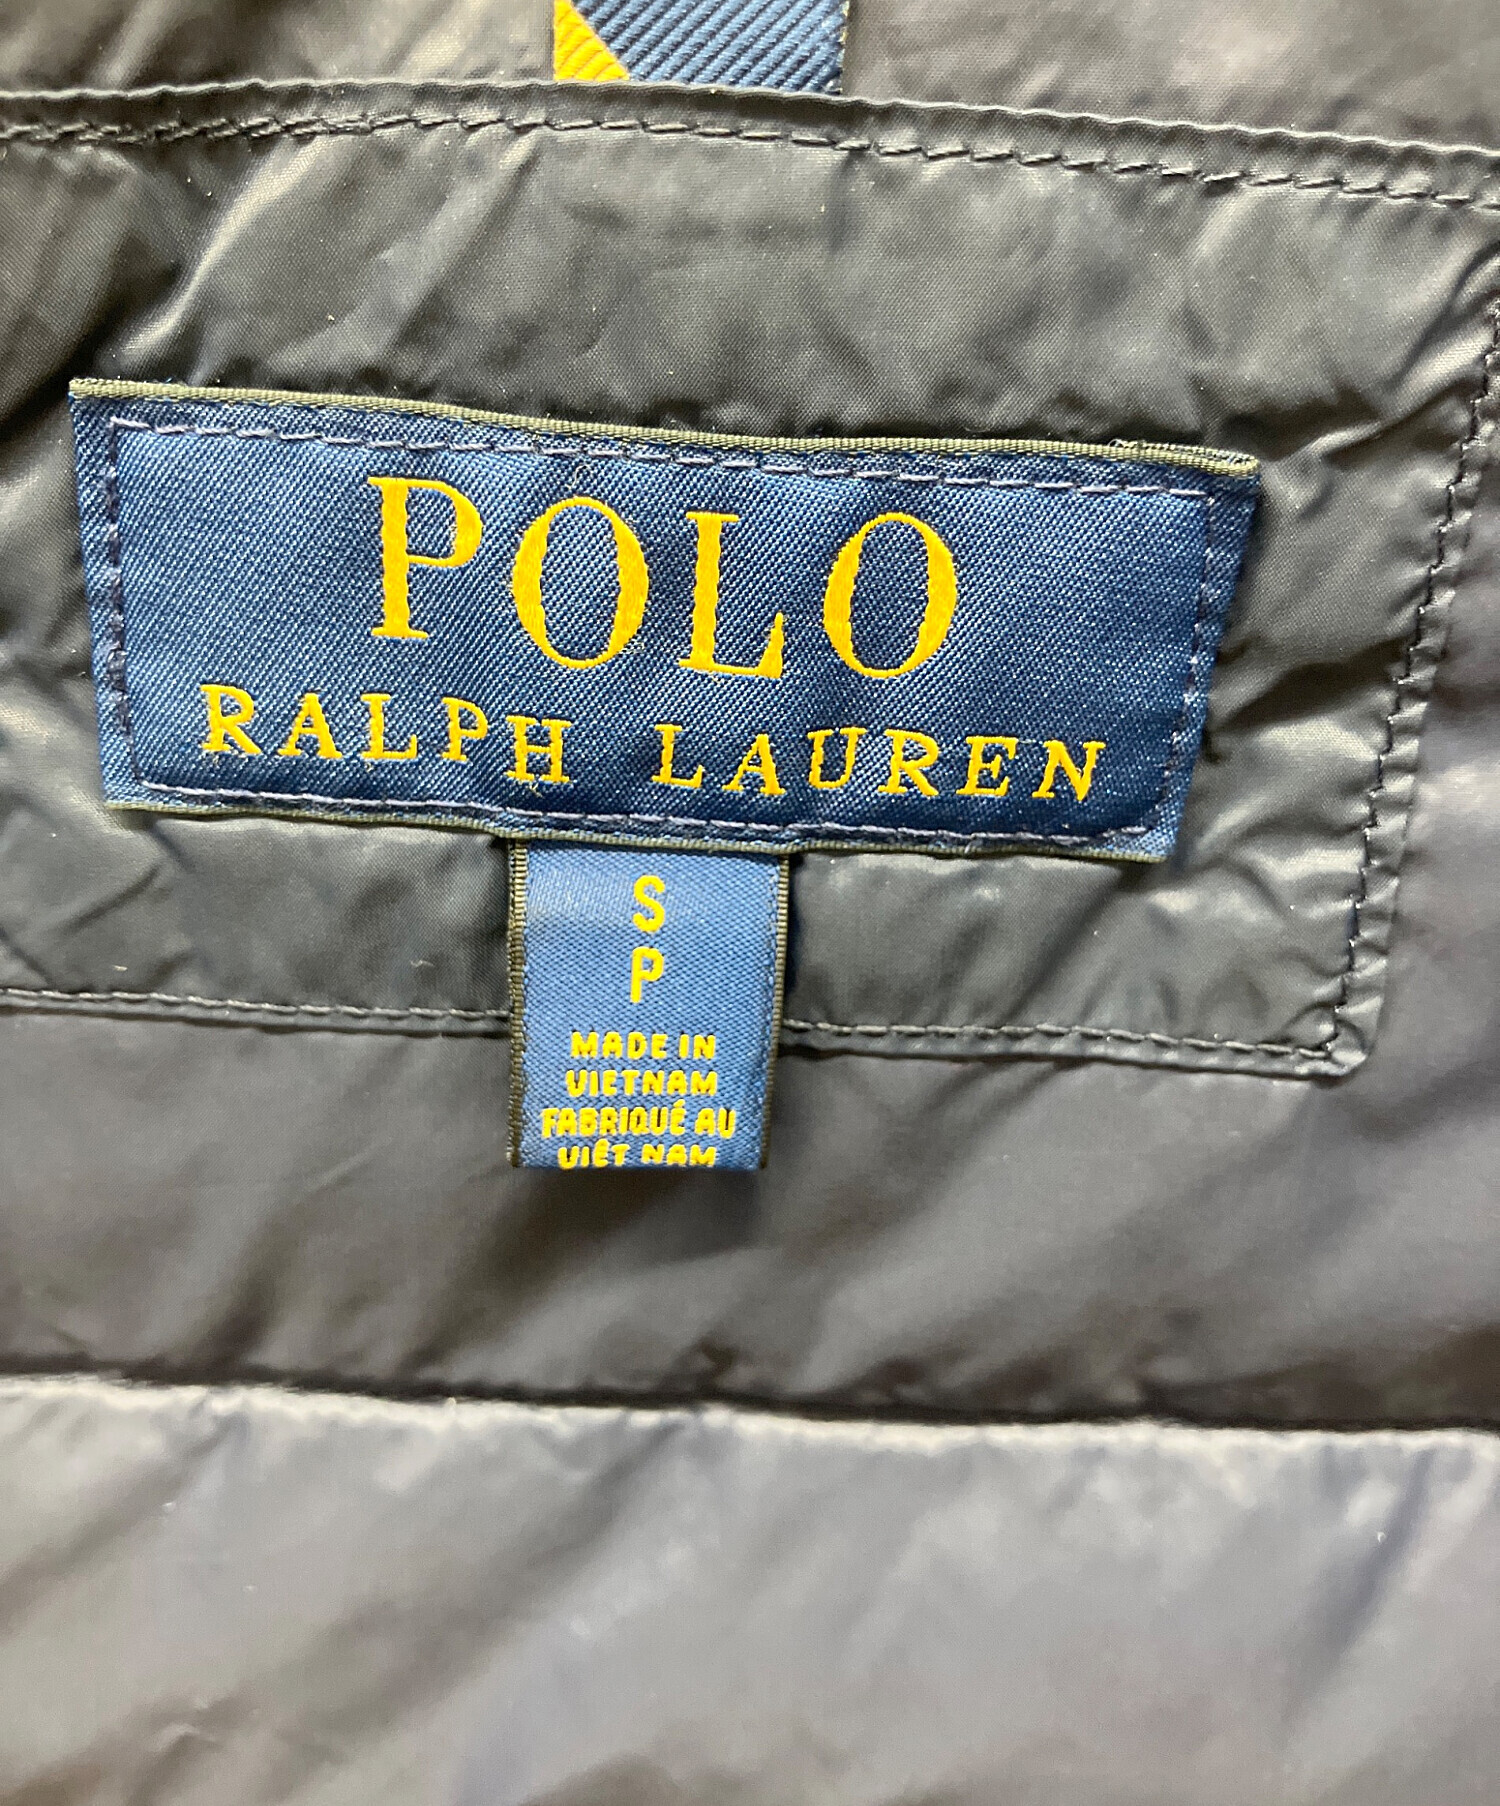 POLO
RALPH LAUREN
S
P
MADE IN
VIETNAM
FABRIQUÉ AU
VIÊT NAM